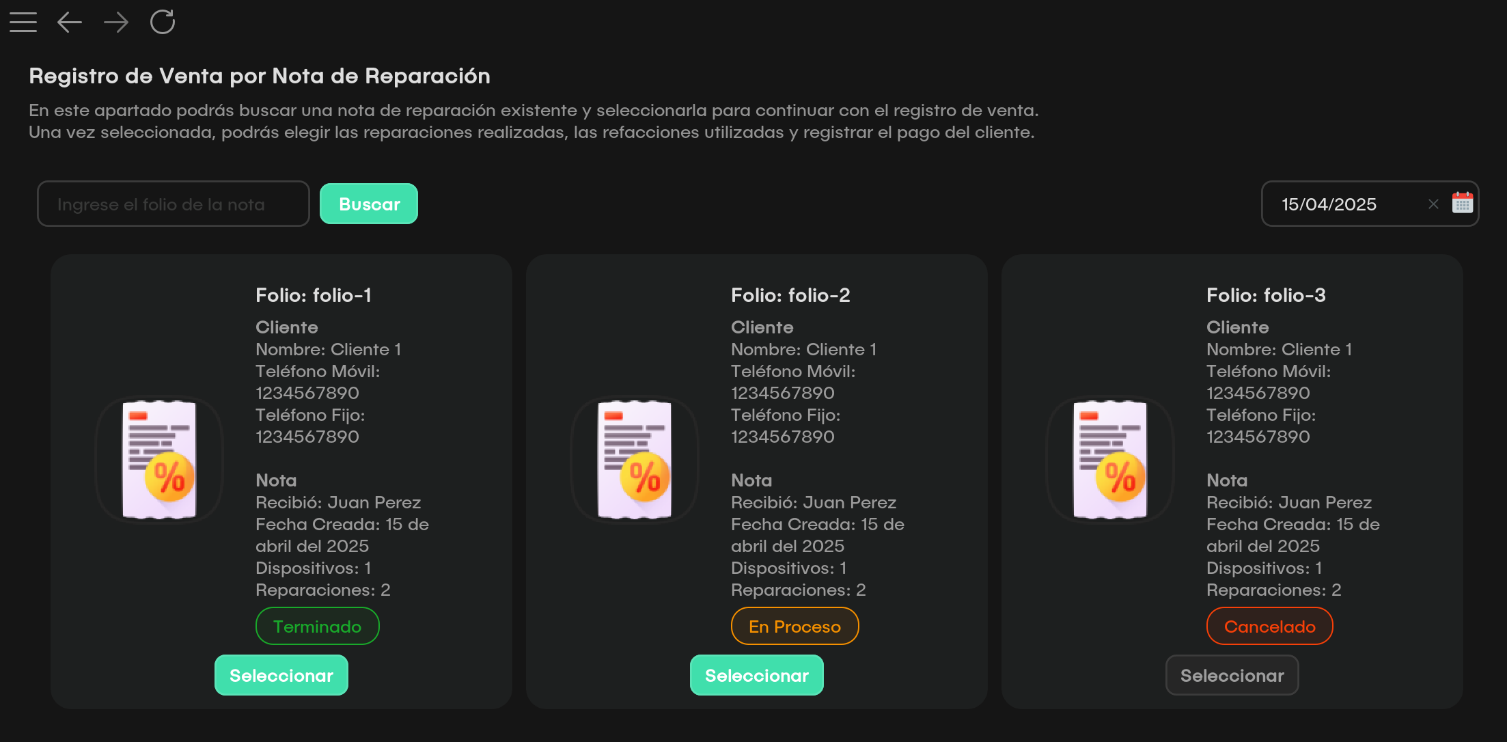 Registro de Venta por Nota de Reparación
En este apartado podrás buscar una nota de reparación existente y seleccionarla para continuar con el registro de venta.
Una vez seleccionada, podrás elegir las reparaciones realizadas, las refacciones utilizadas y registrar el pago del cliente.
Ingrese el folio de la nota
Buscar
15/04/2025
Folio: folio-1
Cliente
Nombre: Cliente 1
Teléfono Móvil:
1234567890
Teléfono Fijo:
1234567890
Nota
Recibió: Juan Perez
Fecha Creada: 15 de
abril del 2025
Dispositivos: 1
Reparaciones: 2
Terminado
Seleccionar
Folio: folio-2
Cliente
Nombre: Cliente 1
Teléfono Móvil:
1234567890
Teléfono Fijo:
1234567890
Nota
Recibió: Juan Perez
Fecha Creada: 15 de
abril del 2025
Dispositivos: 1
Reparaciones: 2
En Proceso
Seleccionar
Folio: folio-3
Cliente
Nombre: Cliente 1
Teléfono Móvil:
1234567890
Teléfono Fijo:
1234567890
Nota
Recibió: Juan Perez
Fecha Creada: 15 de
abril del 2025
Dispositivos: 1
Reparaciones: 2
Cancelado
Seleccionar